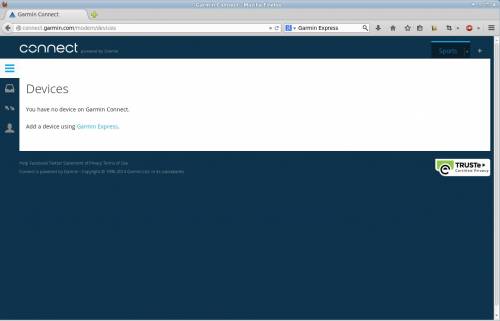 Garmin Connect - Mozilla Firefox
Garmin Connect
connect.garmin.com/modern/devices
Garmin Express
connect powered by Garmin
Sports
Devices
You have no device on Garmin Connect.
Add a device using Garmin Express.
Help Facebook Twitter Statement of Privacy Terms of Use
Connect is powered by Garmin - Copyright © 1996-2014 Garmin Ltd. or its subsidiaries
TRUSTe
Certified Privacy